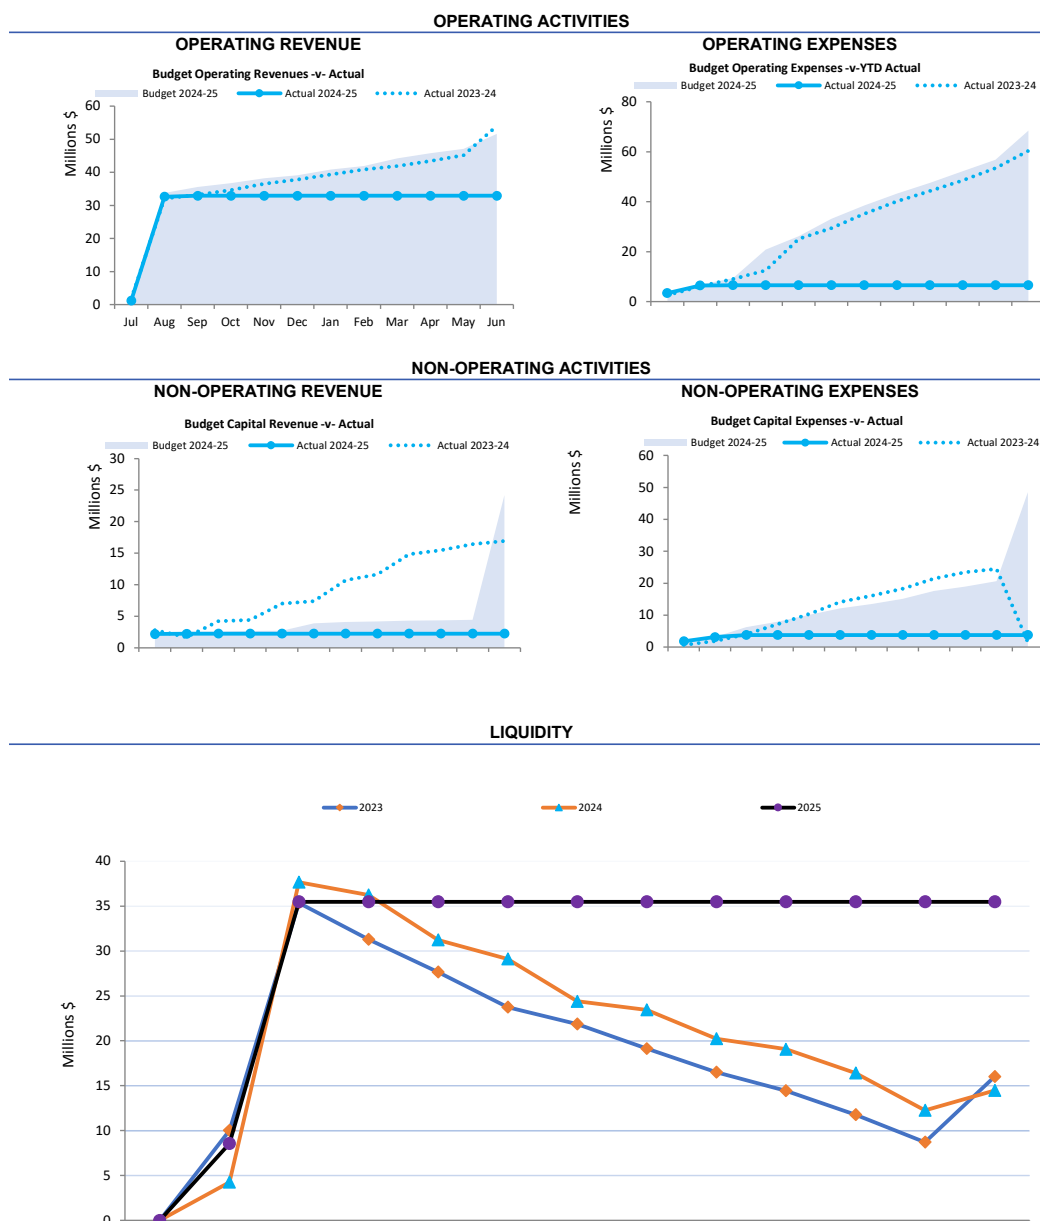 OPERATING ACTIVITIES
OPERATING REVENUE
Budget Operating Revenues -v- Actual
Budget 2024-25 Actual 2024-25 Actual 2023-24
Millions $
60
50
40
30
20
10
0
Jul Aug Sep Oct Nov Dec Jan Feb Mar Apr May Jun
OPERATING EXPENSES
Budget Operating Expenses -v-YTD Actual
Budget 2024-25 Actual 2024-25 Actual 2023-24
Millions $
80
60
40
20
0
NON-OPERATING ACTIVITIES
NON-OPERATING REVENUE
Budget Capital Revenue -v- Actual
Budget 2024-25 Actual 2024-25 Actual 2023-24
Millions $
30
25
20
15
10
5
0
NON-OPERATING EXPENSES
Budget Capital Expenses -v- Actual
Budget 2024-25 Actual 2024-25 Actual 2023-24
Millions $
60
50
40
30
20
10
0
LIQUIDITY
2023 2024 2025
Millions $
40
35
30
25
20
15
10
5
0